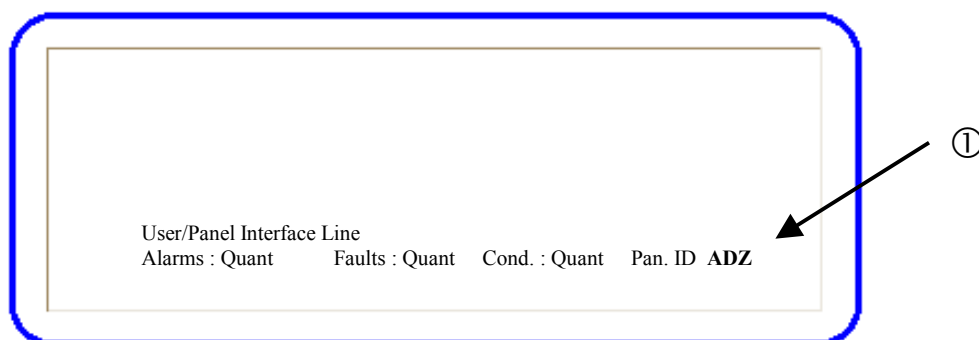 ①
User/Panel Interface Line
Alarms : Quant Faults : Quant Cond. : Quant Pan. ID ADZ